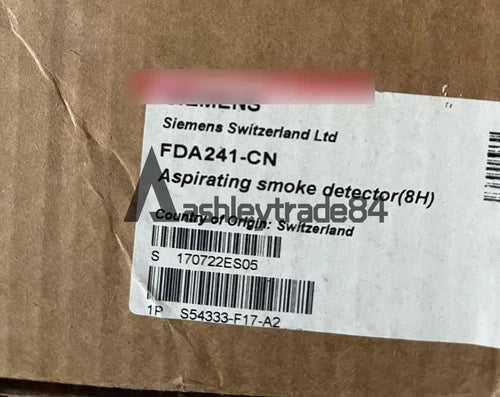 SIEMENS
Siemens Switzerland Ltd
FDA241-CN
Aspirating smoke detector(8H)
ashleytrade84
Country of Origin: Switzerland
S 170722ES05
1P S54333-F17-A2